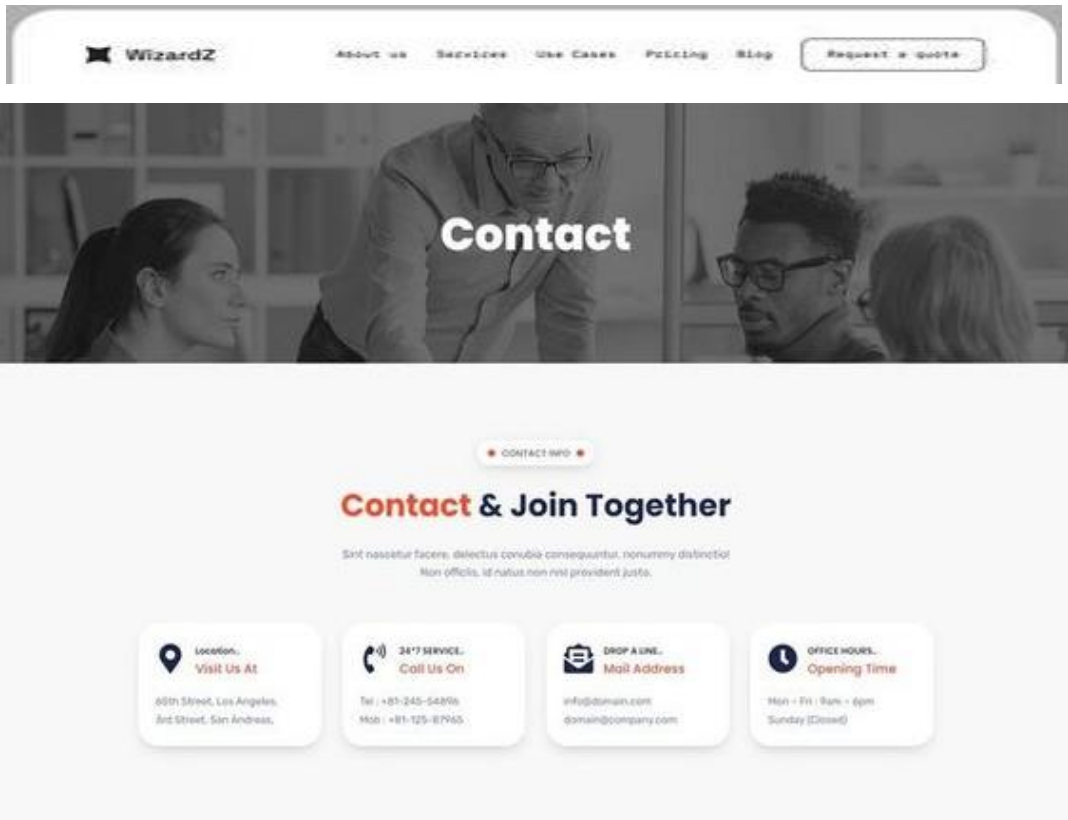 WizardZ
About us Services Use Cases Pricing Blog Request a quote
Contact
CONTACT INFO
Contact & Join Together
Sint nascetur facere, delectus conubia consequuntur, nonummy distinctio!
Non officiis, id natus non nisl provident justo.
Location..
Visit Us At
60th Street, Los Angeles,
3rd Street, San Andreas,
24*7 SERVICE..
Call Us On
Tel : +81-245-54896
Mob : +81-125-87965
DROP A LINE..
Mail Address
info@domain.com
domain@company.com
OFFICE HOURS..
Opening Time
Mon - Fri : 9am - 6pm
Sunday (Closed)